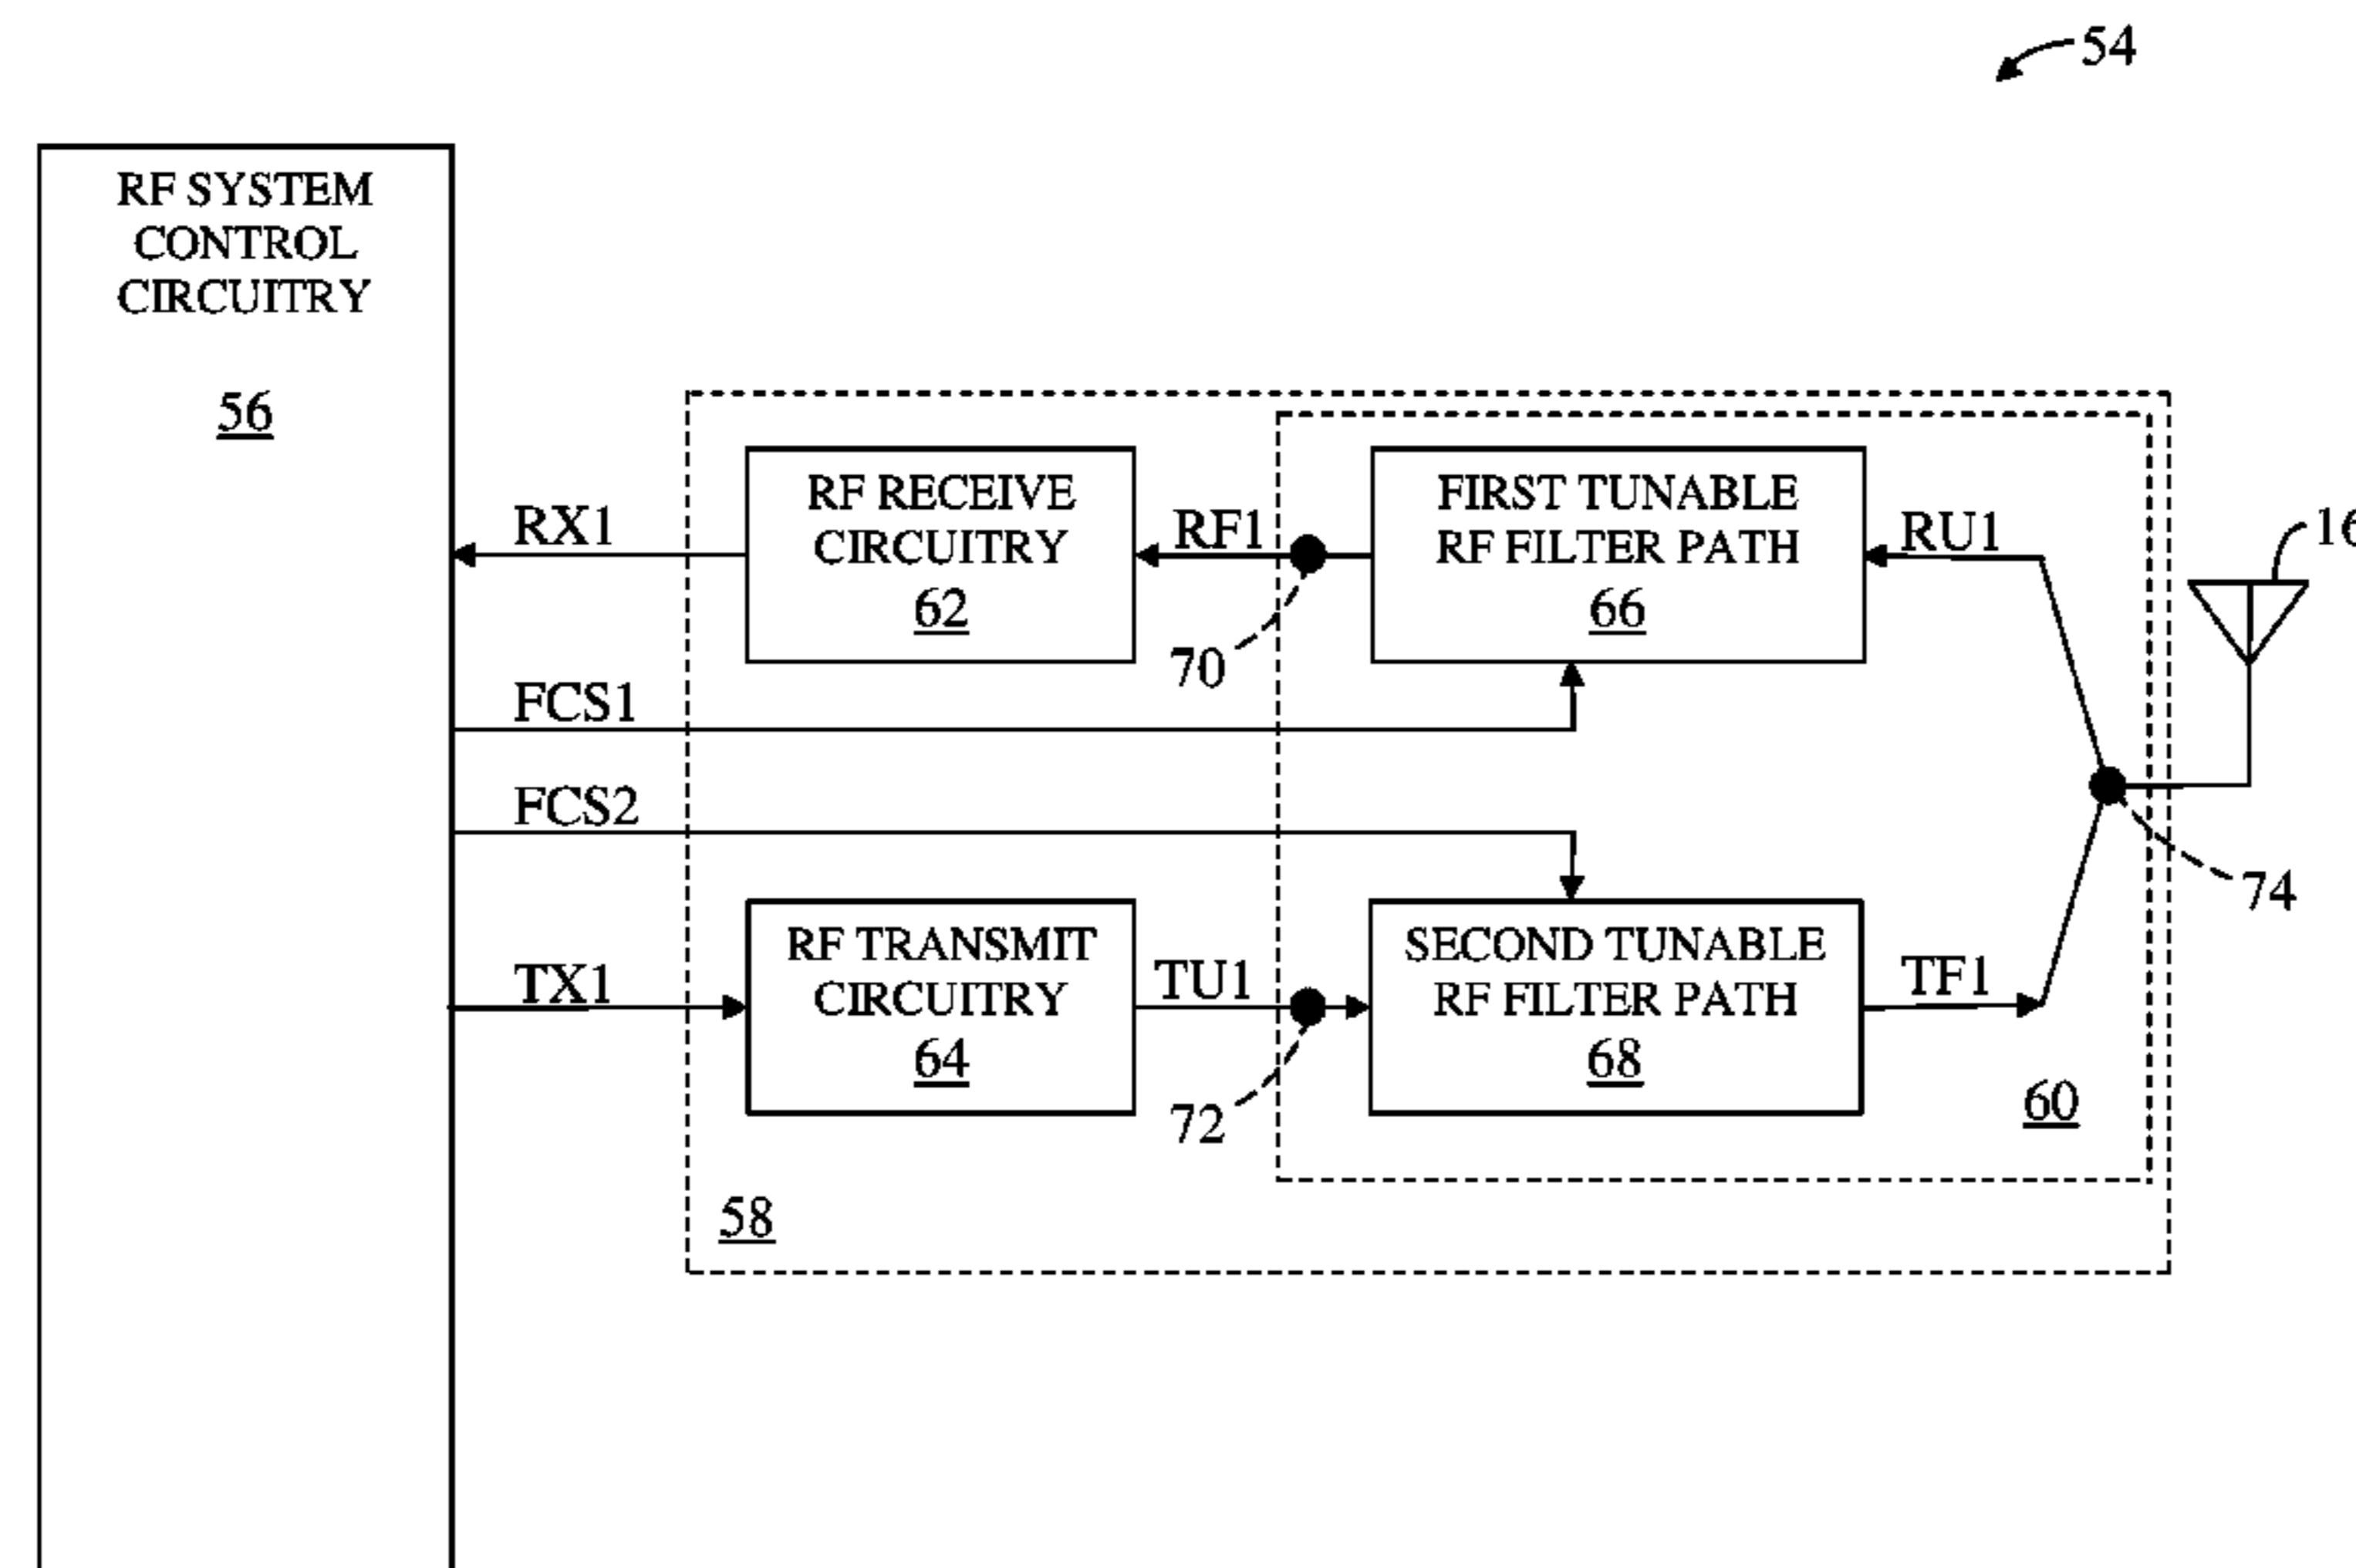 54
RF SYSTEM
CONTROL
CIRCUITRY
56
RX1
RF RECEIVE
CIRCUITRY
62
RF1
70
FIRST TUNABLE
RF FILTER PATH
66
RU1
16
FCS1
FCS2
74
TX1
RF TRANSMIT
CIRCUITRY
64
TU1
72
SECOND TUNABLE
RF FILTER PATH
68
TF1
60
58